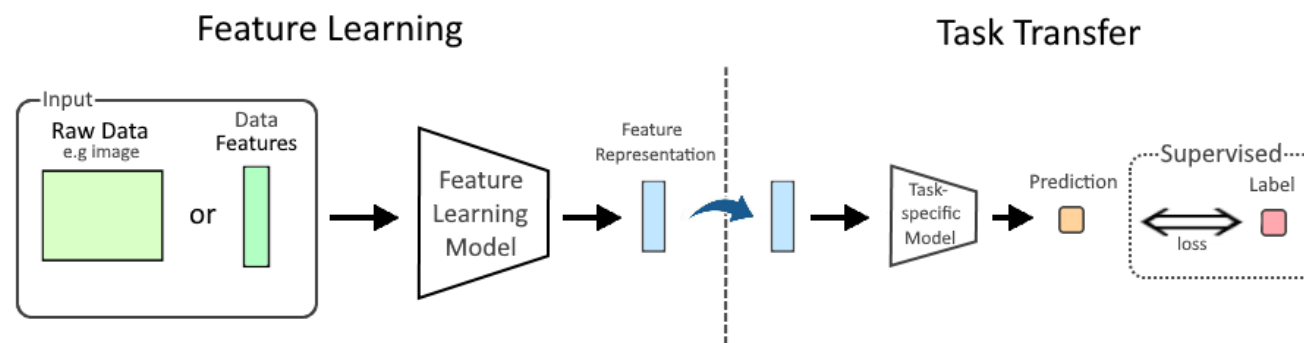 Feature Learning
Task Transfer
Input
Raw Data
e.g image
or
Data
Features
Feature
Learning
Model
Feature
Representation
Task-
specific
Model
Prediction
Supervised
Label
loss